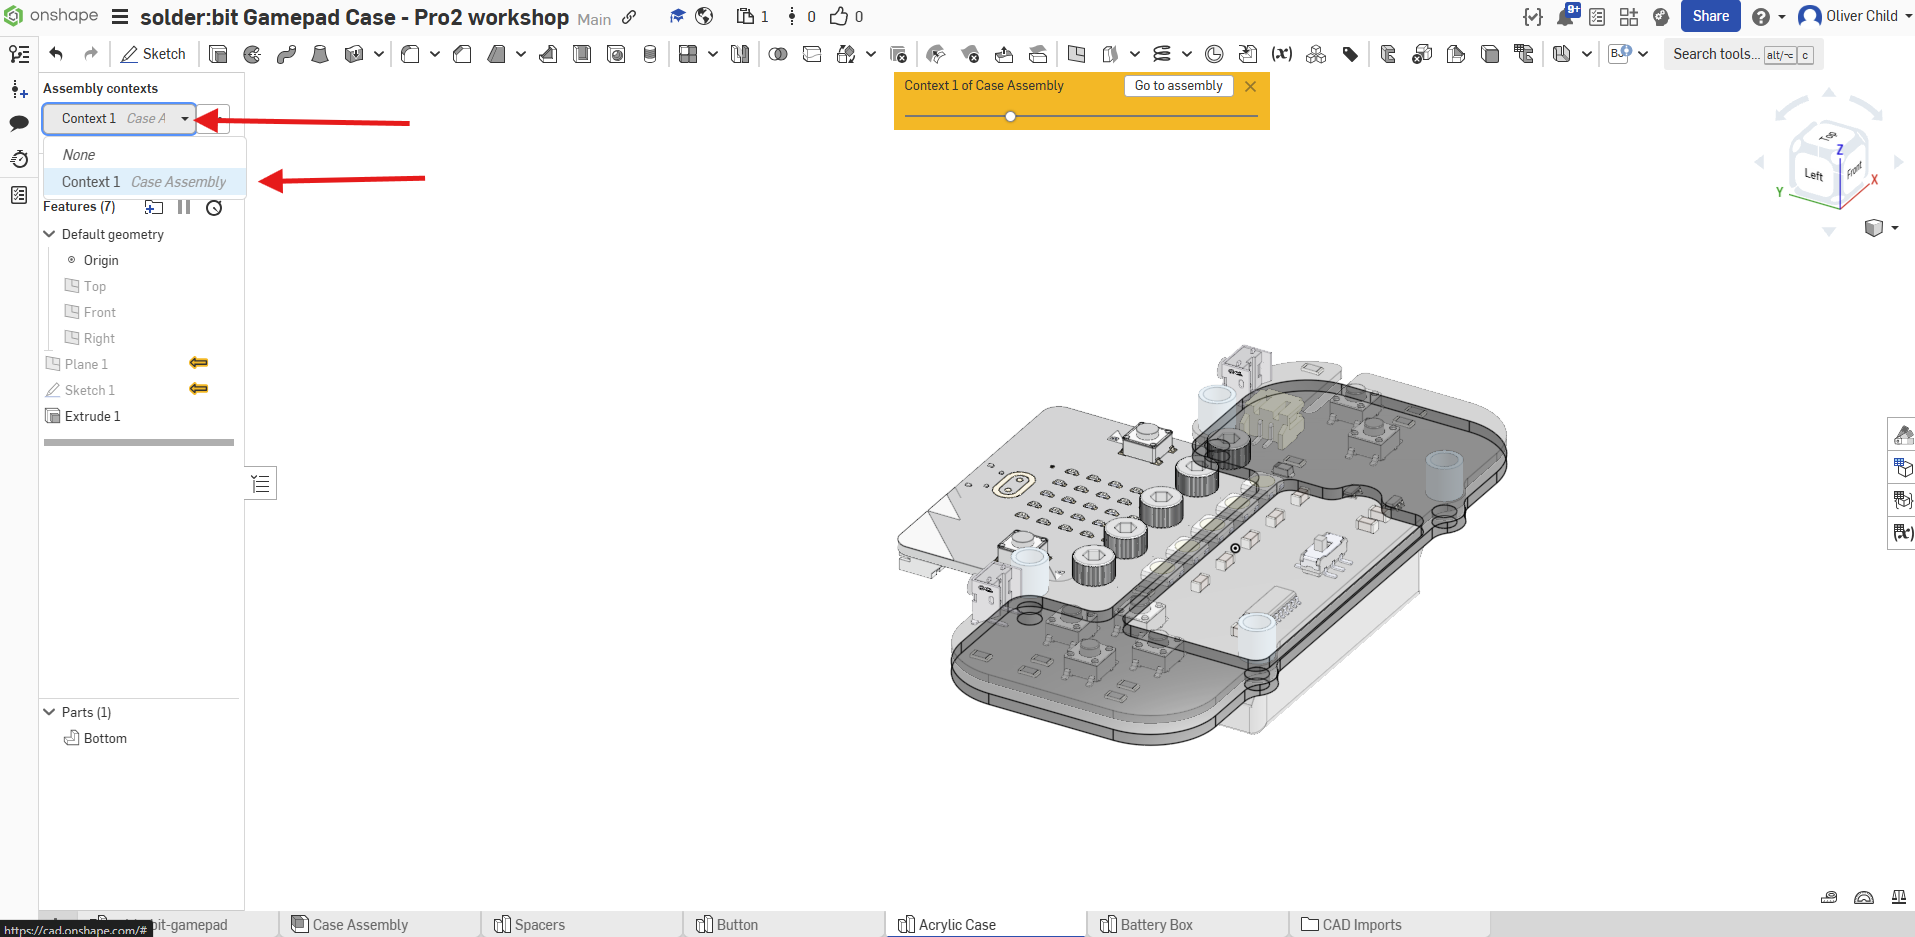 onshape
solder:bit Gamepad Case - Pro2 workshop Main
1 0 0
9+
Share
Oliver Child
Sketch
Search tools... alt/⌥ c
Assembly contexts
Context 1 Case A
None
Context 1 Case Assembly
Features (7)
Default geometry
Origin
Top
Front
Right
Plane 1
Sketch 1
Extrude 1
Parts (1)
Bottom
Context 1 of Case Assembly Go to assembly
Top
Z
Left
Front
Y
X
https://cad.onshape.com/#
bit-gamepad
Case Assembly
Spacers
Button
Acrylic Case
Battery Box
CAD Imports